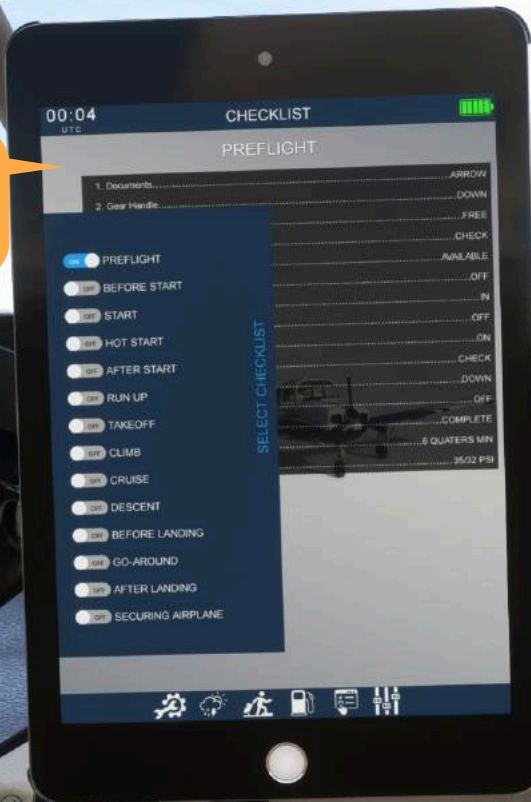 00:04
UTC
CHECKLIST
PREFLIGHT
1. Documents
ARROW
2. Gear Handle
DOWN
FREE
CHECK
AVAILABLE
OFF
IN
OFF
ON
CHECK
DOWN
OFF
COMPLETE
6 QUATERS MIN
35/32 PSI
SELECT CHECKLIST
ON PREFLIGHT
OFF BEFORE START
OFF START
OFF HOT START
OFF AFTER START
OFF RUN UP
OFF TAKEOFF
OFF CLIMB
OFF CRUISE
OFF DESCENT
OFF BEFORE LANDING
OFF GO-AROUND
OFF AFTER LANDING
OFF SECURING AIRPLANE